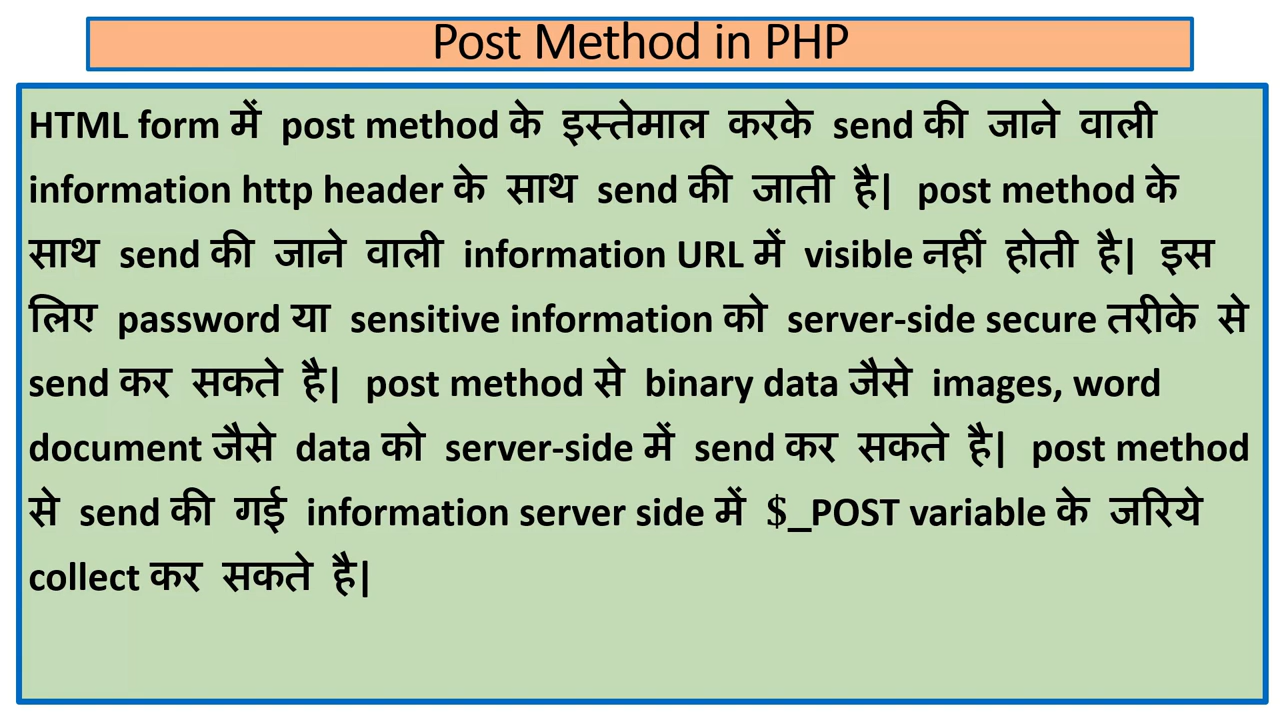 Post Method in PHP
HTML form में post method के इस्तेमाल करके send की जाने वाली
information http header के साथ send की जाती है| post method के
साथ send की जाने वाली information URL में visible नहीं होती है| इस
लिए password या sensitive information को server-side secure तरीके से
send कर सकते है| post method से binary data जैसे images, word
document जैसे data को server-side में send कर सकते है| post method
से send की गई information server side में $_POST variable के जरिये
collect कर सकते है|